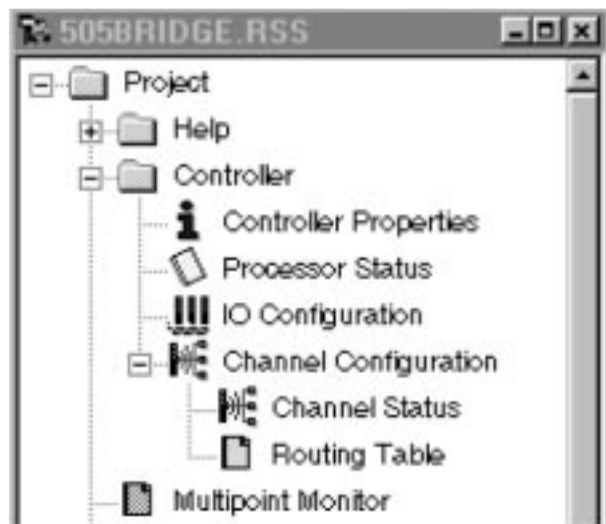 505BRIDGE.RSS
Project
Help
Controller
Controller Properties
Processor Status
IO Configuration
Channel Configuration
Channel Status
Routing Table
Multipoint Monitor